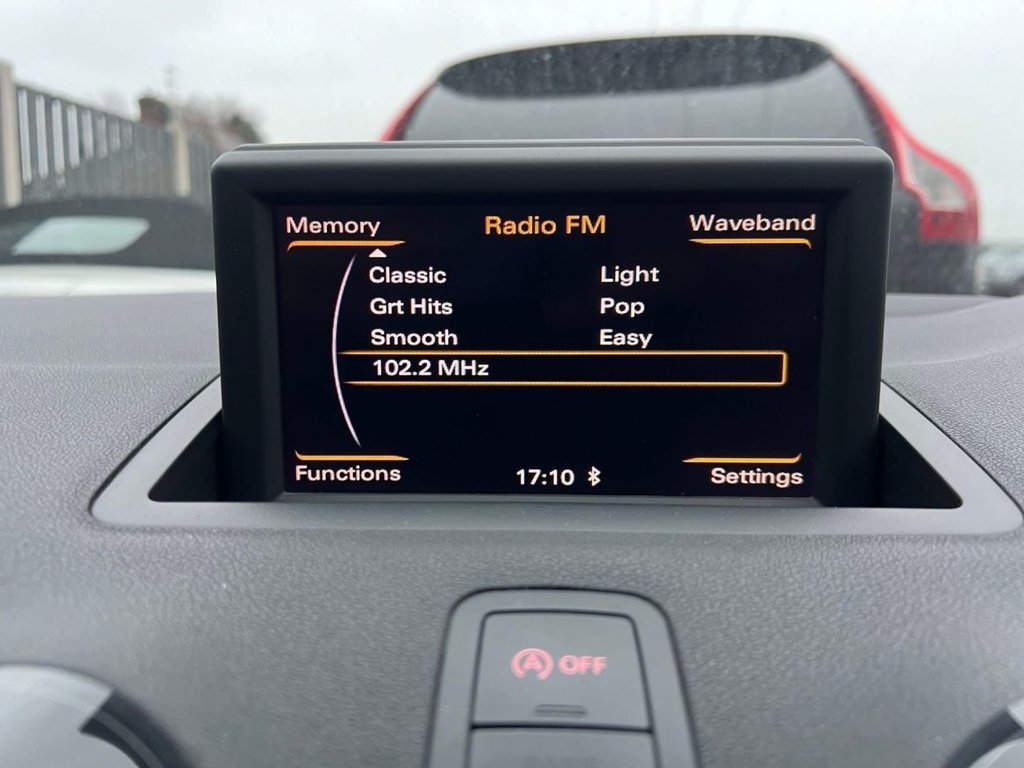 Memory Radio FM Waveband
Classic Light
Grt Hits Pop
Smooth Easy
102.2 MHz
Functions 17:10 Settings
A OFF